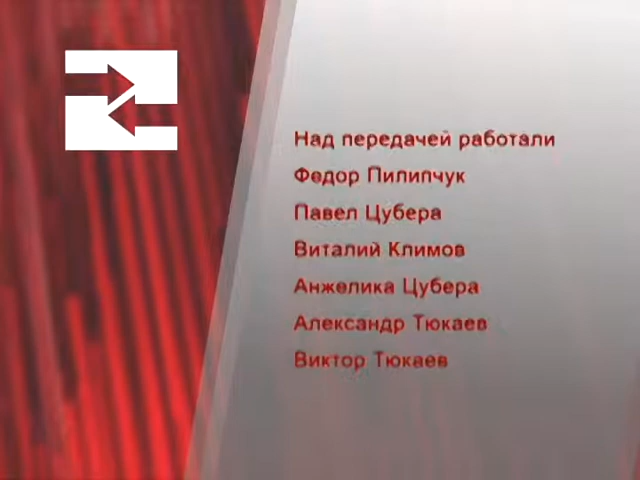 Над передачей работали
Федор Пилипчук
Павел Цубера
Виталий Климов
Анжелика Цубера
Александр Тюкаев
Виктор Тюкаев